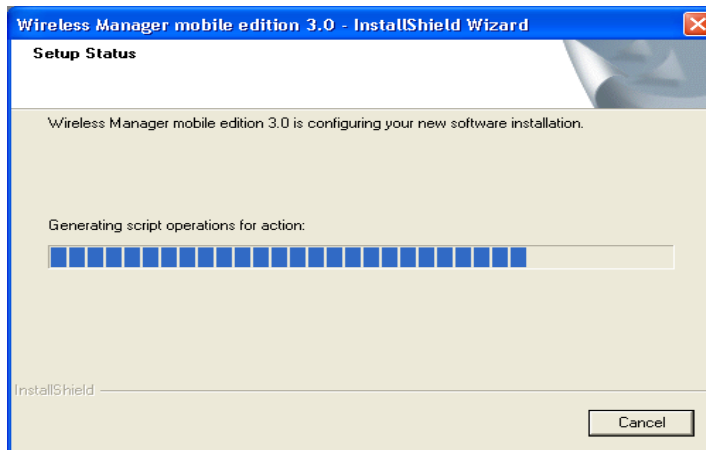 Wireless Manager mobile edition 3.0 - InstallShield Wizard
Setup Status
Wireless Manager mobile edition 3.0 is configuring your new software installation.
Generating script operations for action:
InstallShield
Cancel